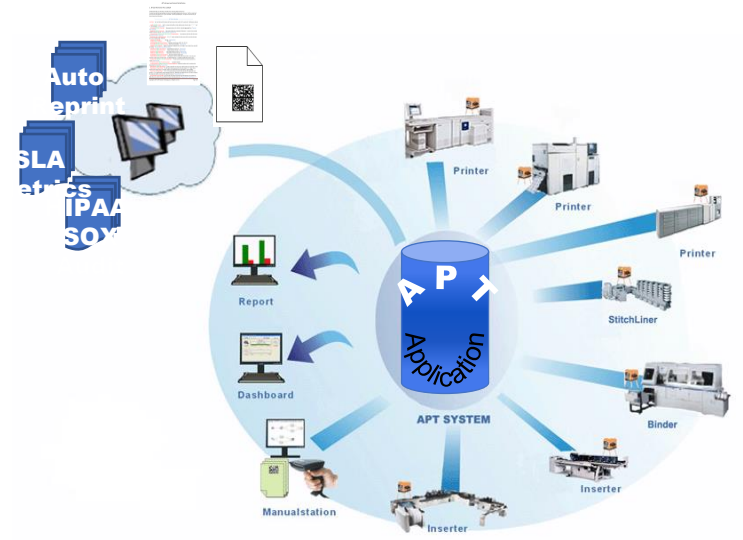 Auto
eprint
SLA
etrics
IPAA
SOX
Printer
Printer
Printer
StitchLiner
Binder
Inserter
Inserter
Manualstation
Dashboard
Report
APT
Application
APT SYSTEM